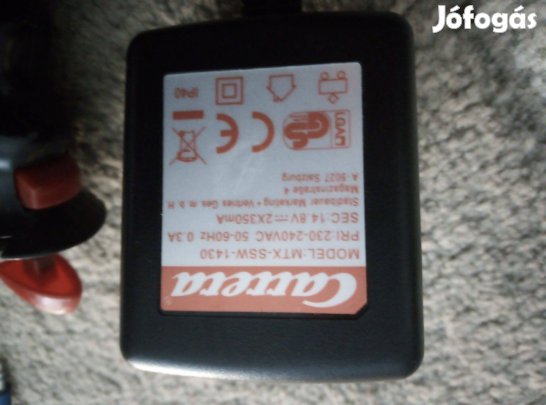 Jófogás
Carrera
MODEL:MTX-SSW-1430
PRI:230-240VAC 50-60Hz 0.3A
SEC:14.8V 2X350mA
Stadlbauer Marketing + Vertrieb Ges. m. b. H.
Magazinstraße 4
A-5027 Salzburg
GS
IP40